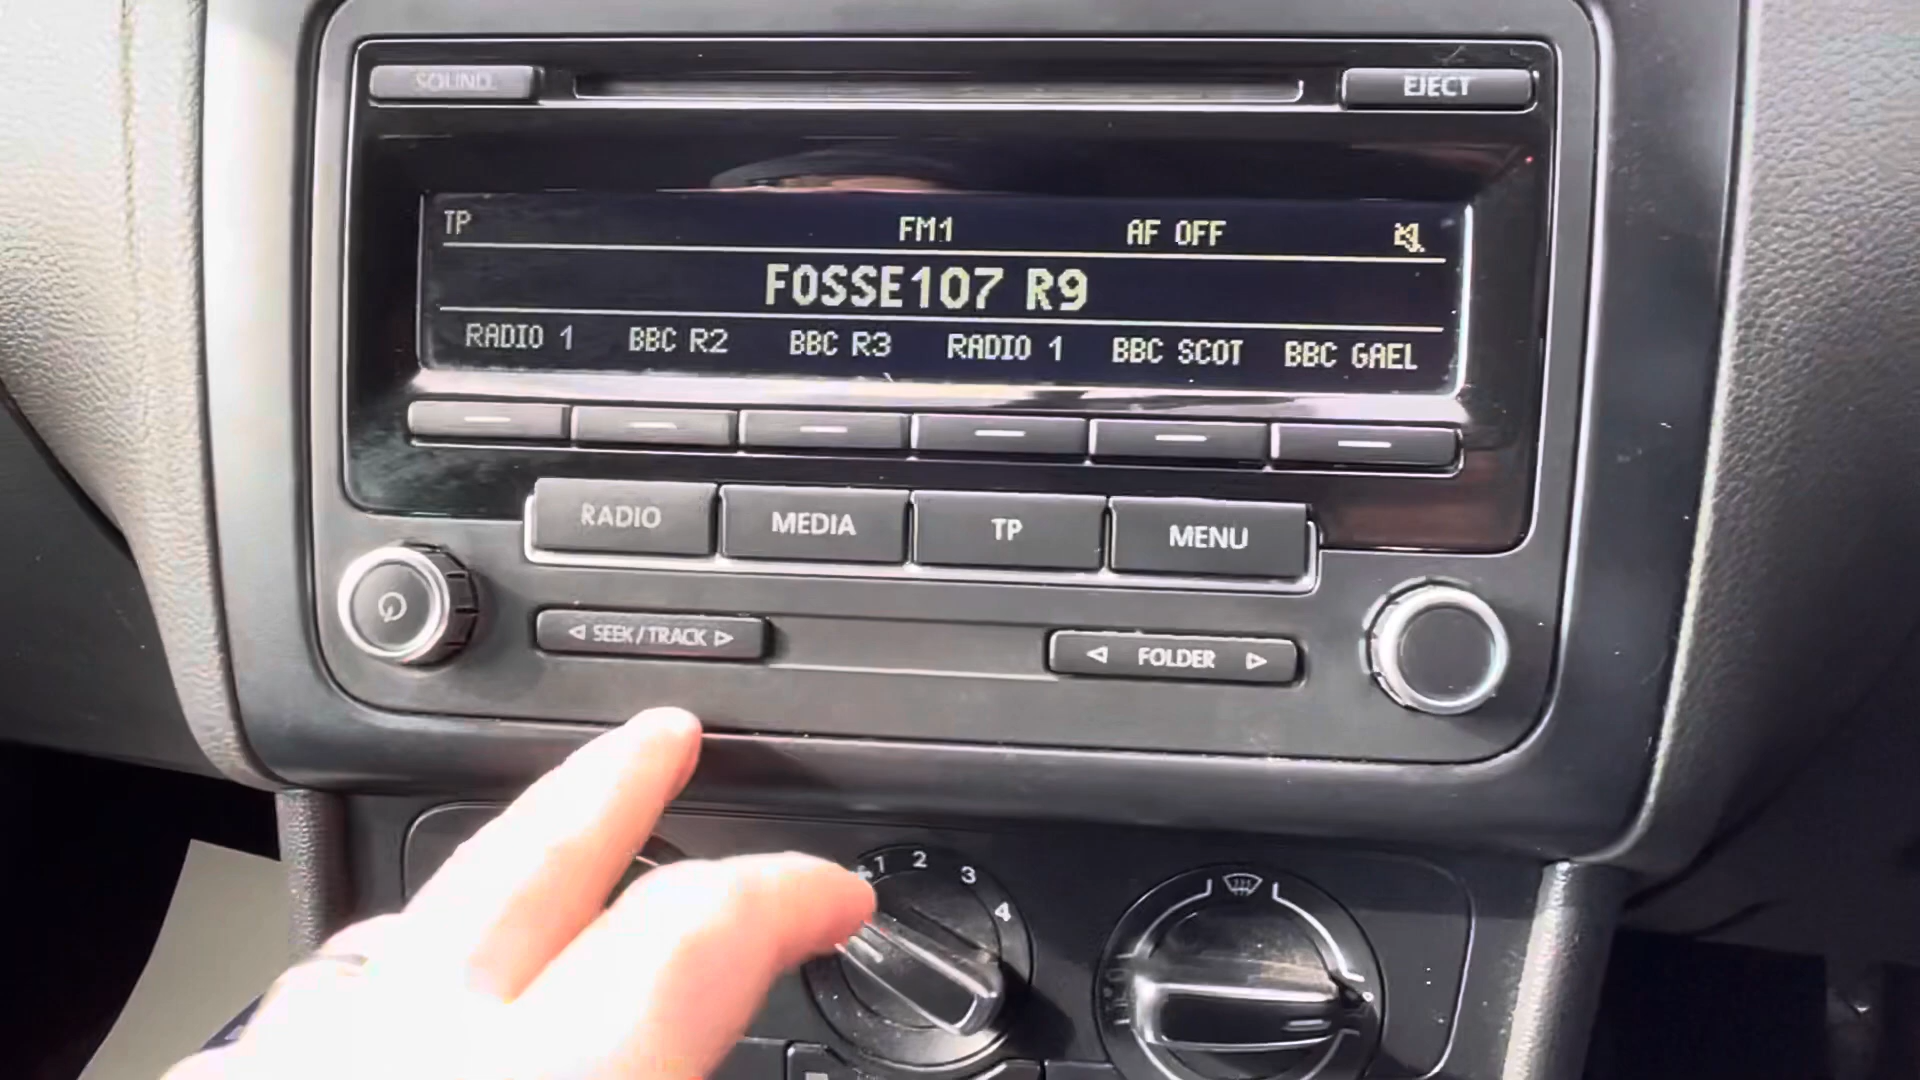 SOUND EJECT
TP FM1 AF OFF
FOSSE107 R9
RADIO 1 BBC R2 BBC R3 RADIO 1 BBC SCOT BBC GAEL
RADIO MEDIA TP MENU
SEEK/TRACK FOLDER
1 2 3 4